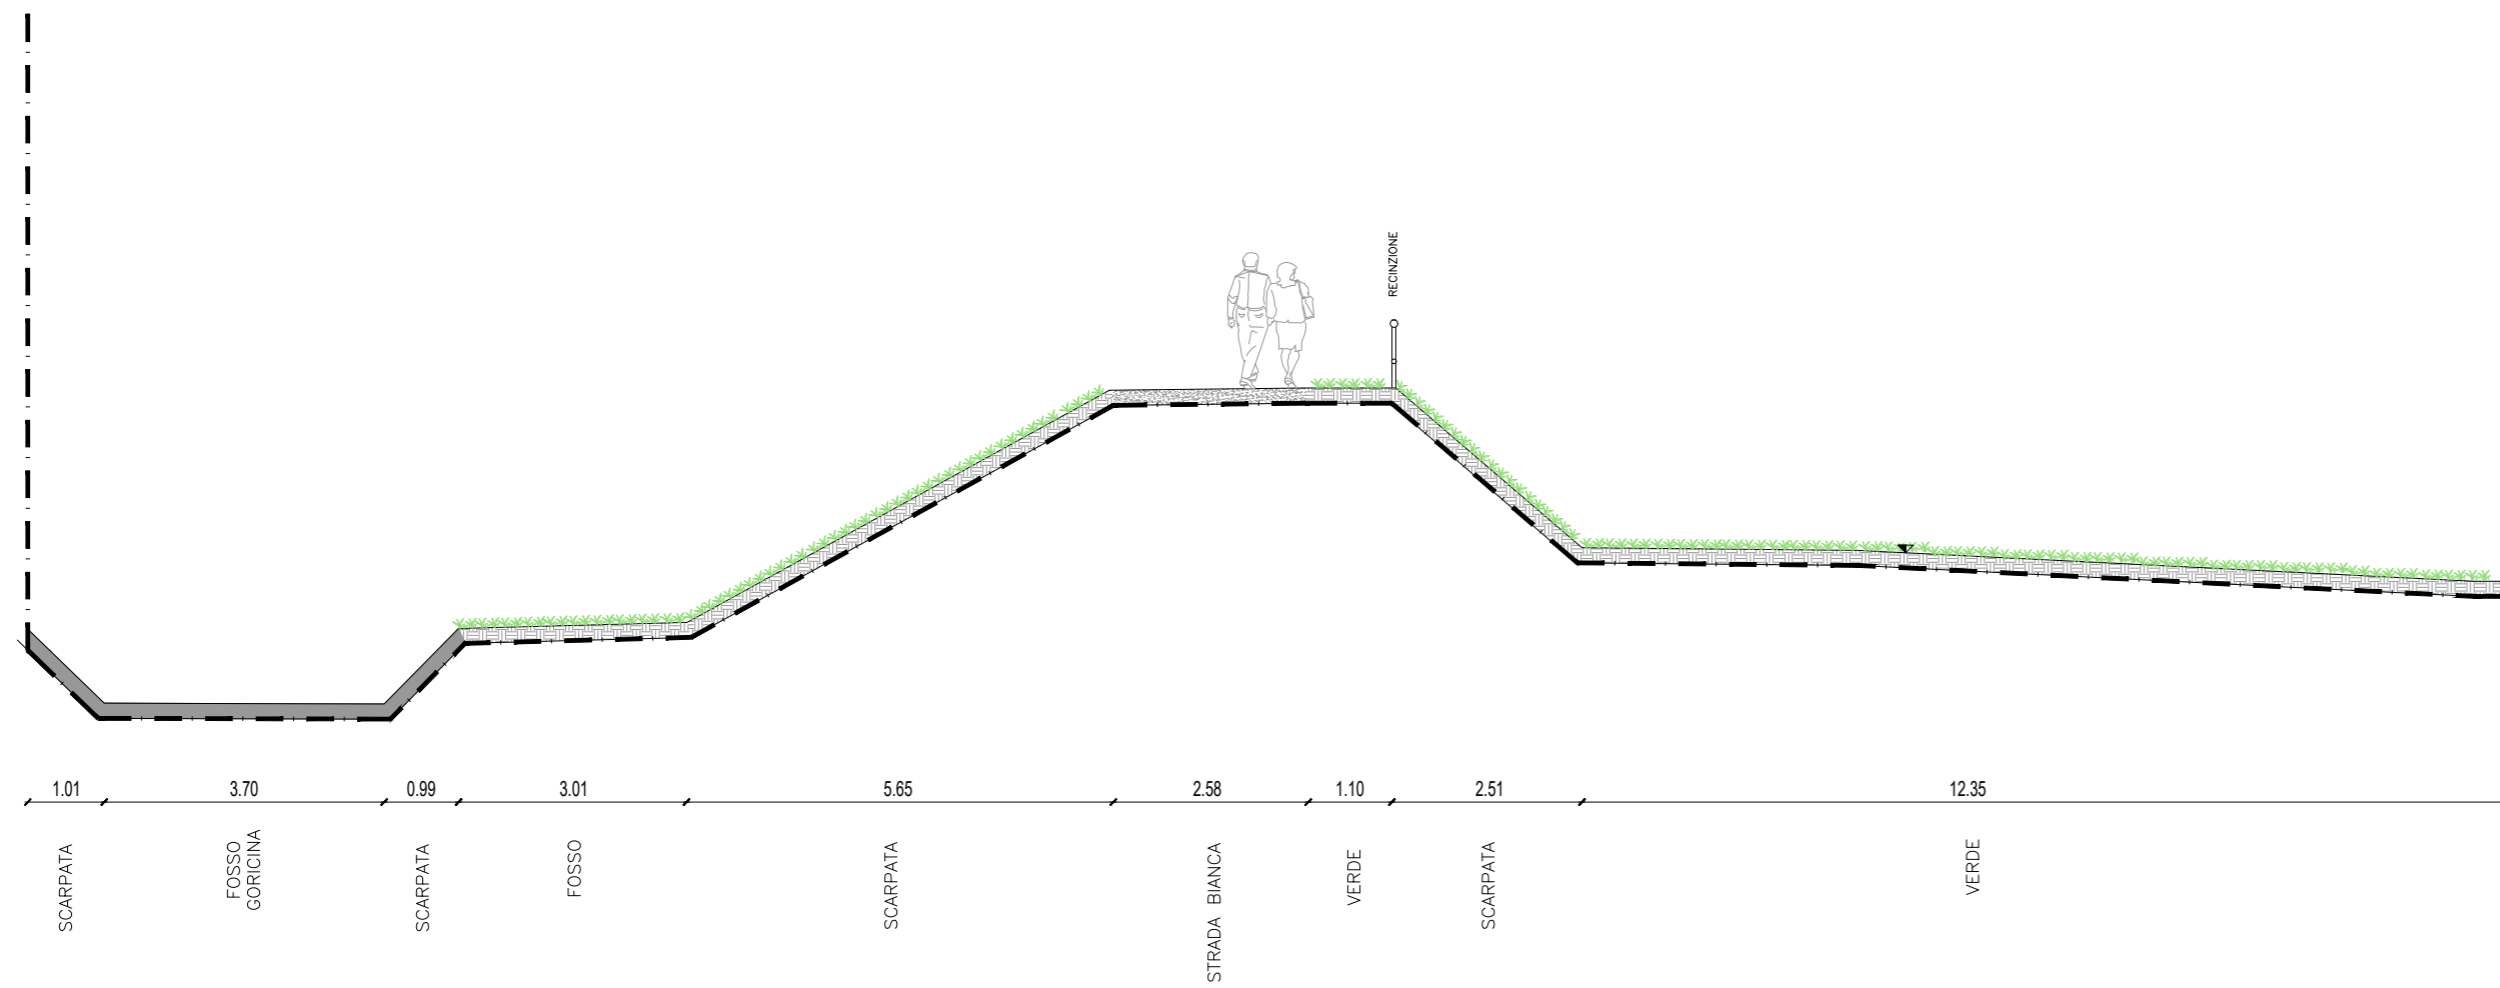 RECINZIONE
1.01
3.70
0.99
3.01
5.65
2.58
1.10
2.51
12.35
SCARPATA
FOSSO
GORICINA
SCARPATA
FOSSO
SCARPATA
STRADA BIANCA
VERDE
SCARPATA
VERDE